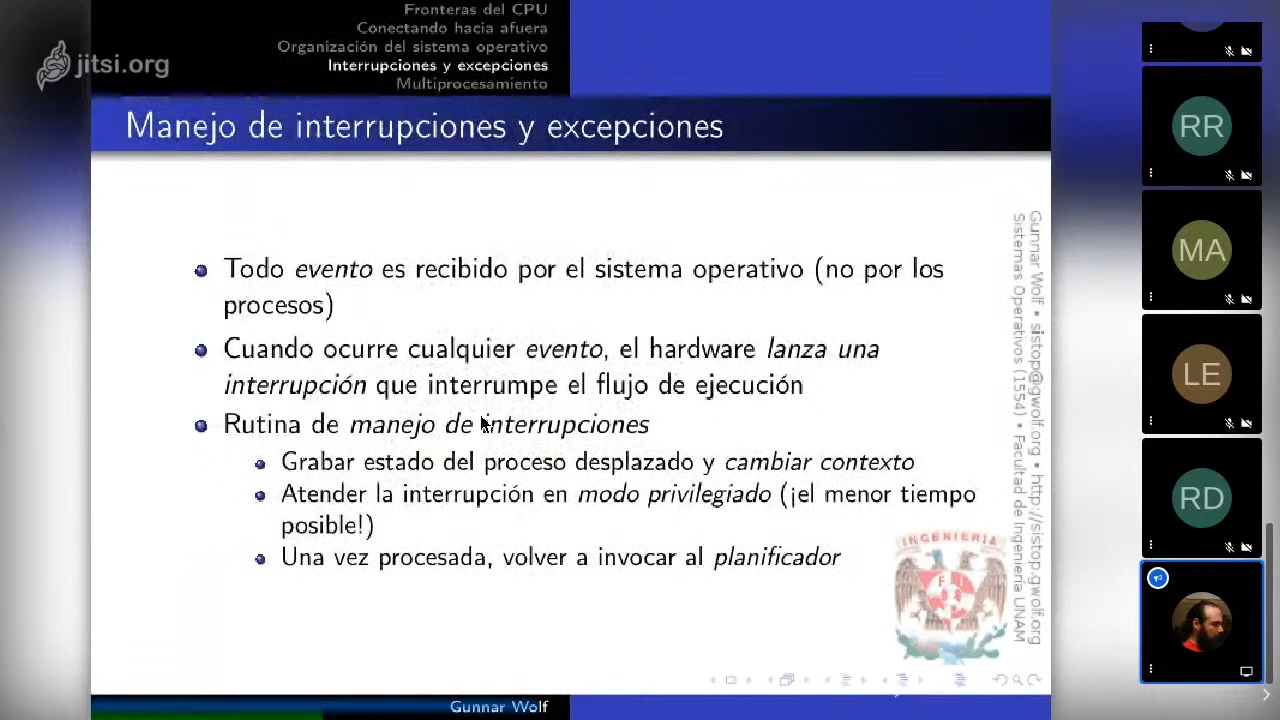 Fronteras del CPU
Conectando hacia afuera
Organización del sistema operativo
Interrupciones y excepciones
Multiprocesamiento
jitsi.org
Manejo de interrupciones y excepciones
Todo evento es recibido por el sistema operativo (no por los
procesos)
Cuando ocurre cualquier evento, el hardware lanza una
interrupción que interrumpe el flujo de ejecución
Rutina de manejo de interrupciones
Grabar estado del proceso desplazado y cambiar contexto
Atender la interrupción en modo privilegiado (¡el menor tiempo
posible!)
Una vez procesada, volver a invocar al planificador
Gunnar Wolf • sistop@gwolf.org • http://sistop.gwolf.org
Sistemas Operativos (1554) • Facultad de Ingeniería UNAM
INGENIERIA
Gunnar Wolf
RR
MA
LE
RD